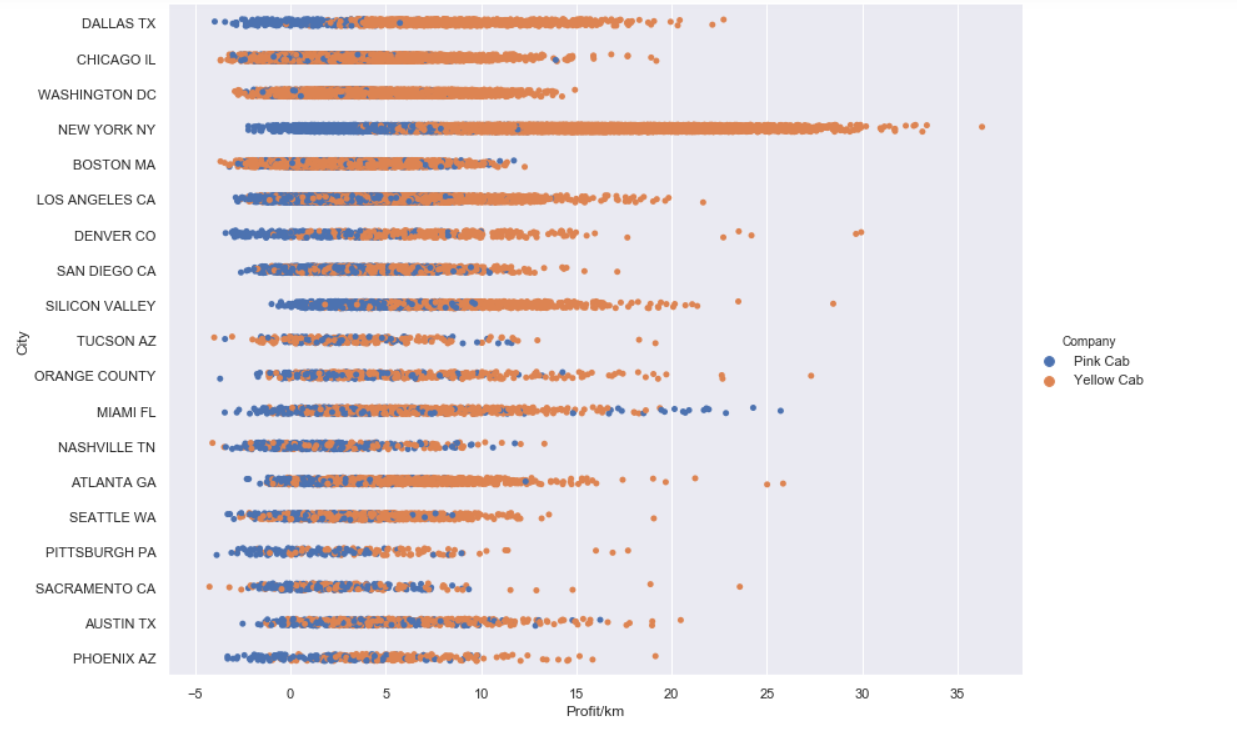 DALLAS TX
CHICAGO IL
WASHINGTON DC
NEW YORK NY
BOSTON MA
LOS ANGELES CA
DENVER CO
SAN DIEGO CA
SILICON VALLEY
TUCSON AZ
ORANGE COUNTY
MIAMI FL
NASHVILLE TN
ATLANTA GA
SEATTLE WA
PITTSBURGH PA
SACRAMENTO CA
AUSTIN TX
PHOENIX AZ
City
−5 0 5 10 15 20 25 30 35
Profit/km
Company
Pink Cab
Yellow Cab